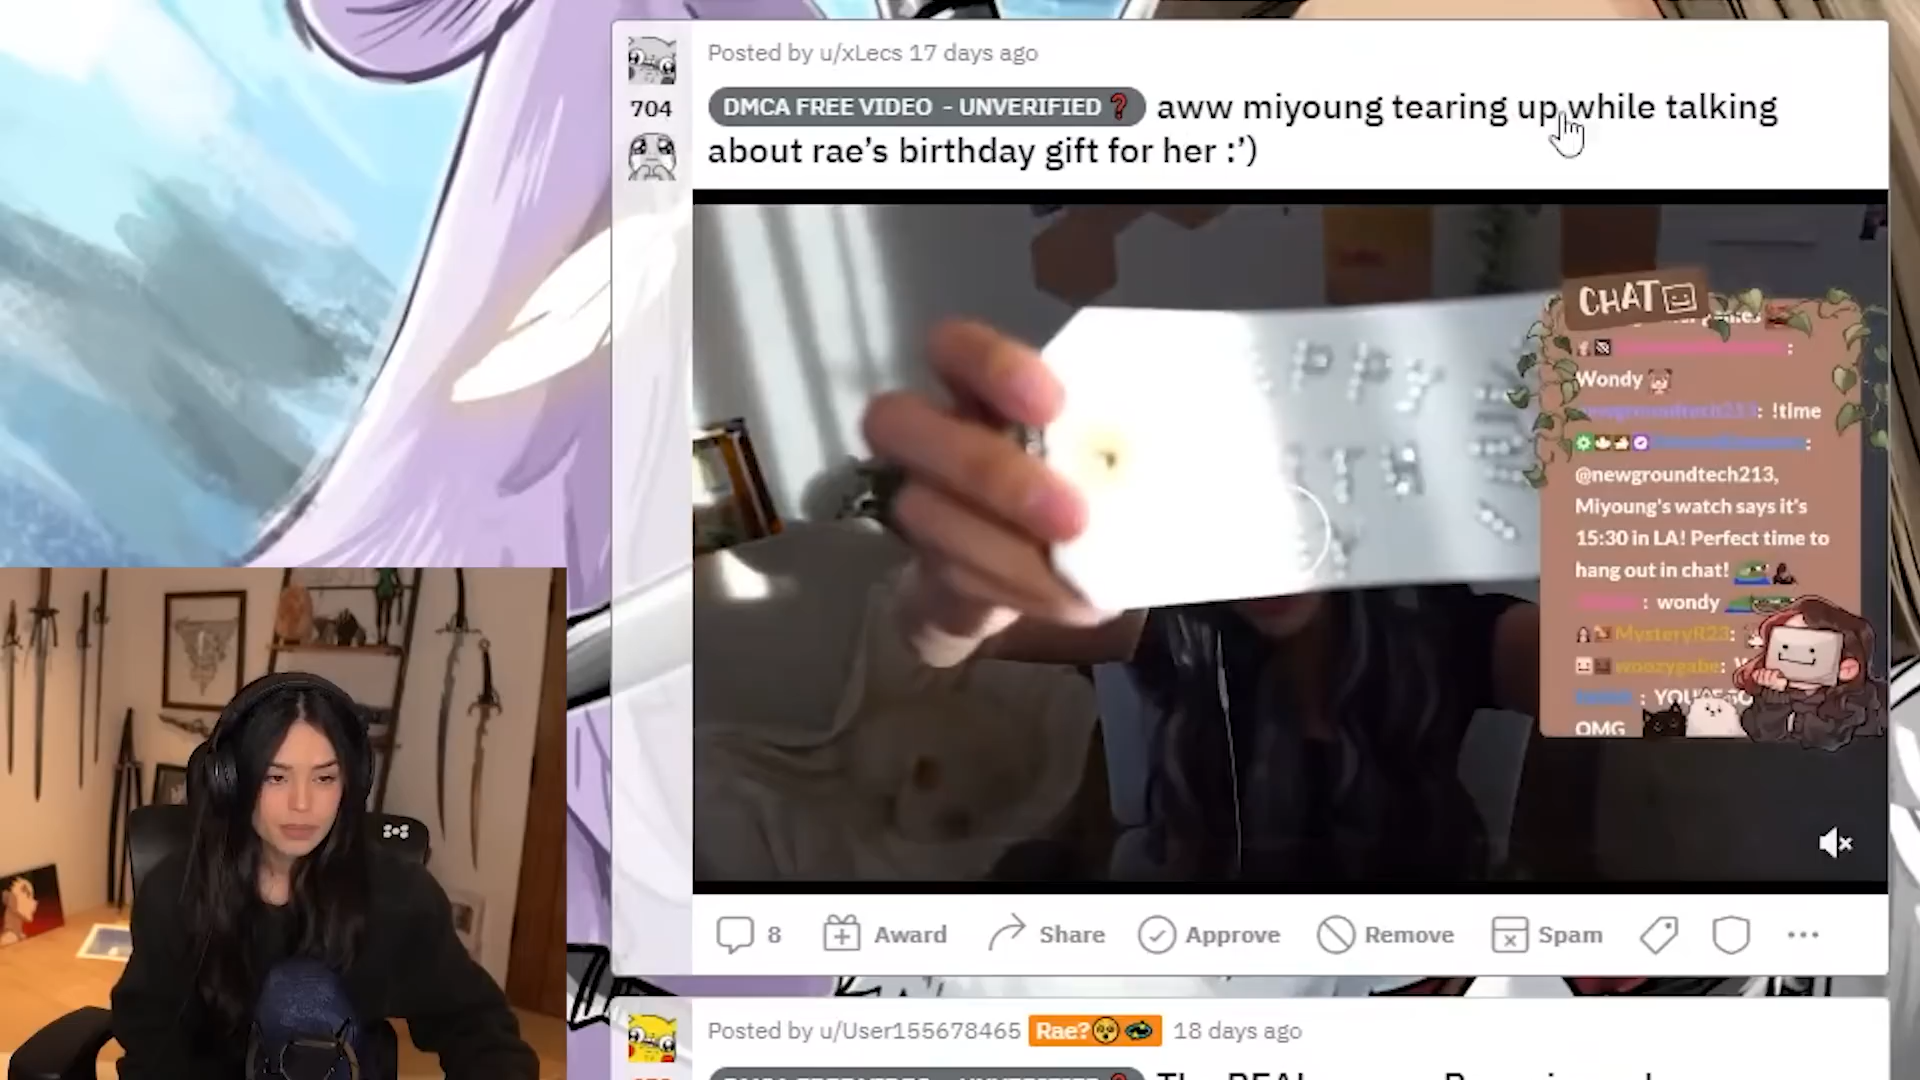 Posted by u/xLecs 17 days ago
704
DMCA FREE VIDEO - UNVERIFIED❓ aww miyoung tearing up while talking
about rae’s birthday gift for her :’)
CHAT
:
Wondy
newgroundtech213: !time
:
@newgroundtech213,
Miyoung's watch says it's
15:30 in LA! Perfect time to
hang out in chat!
: wondy
MysteryR23:
woozygabe:
OMG
8 Award Share Approve Remove Spam ...
Posted by u/User155678465 Rae? 18 days ago